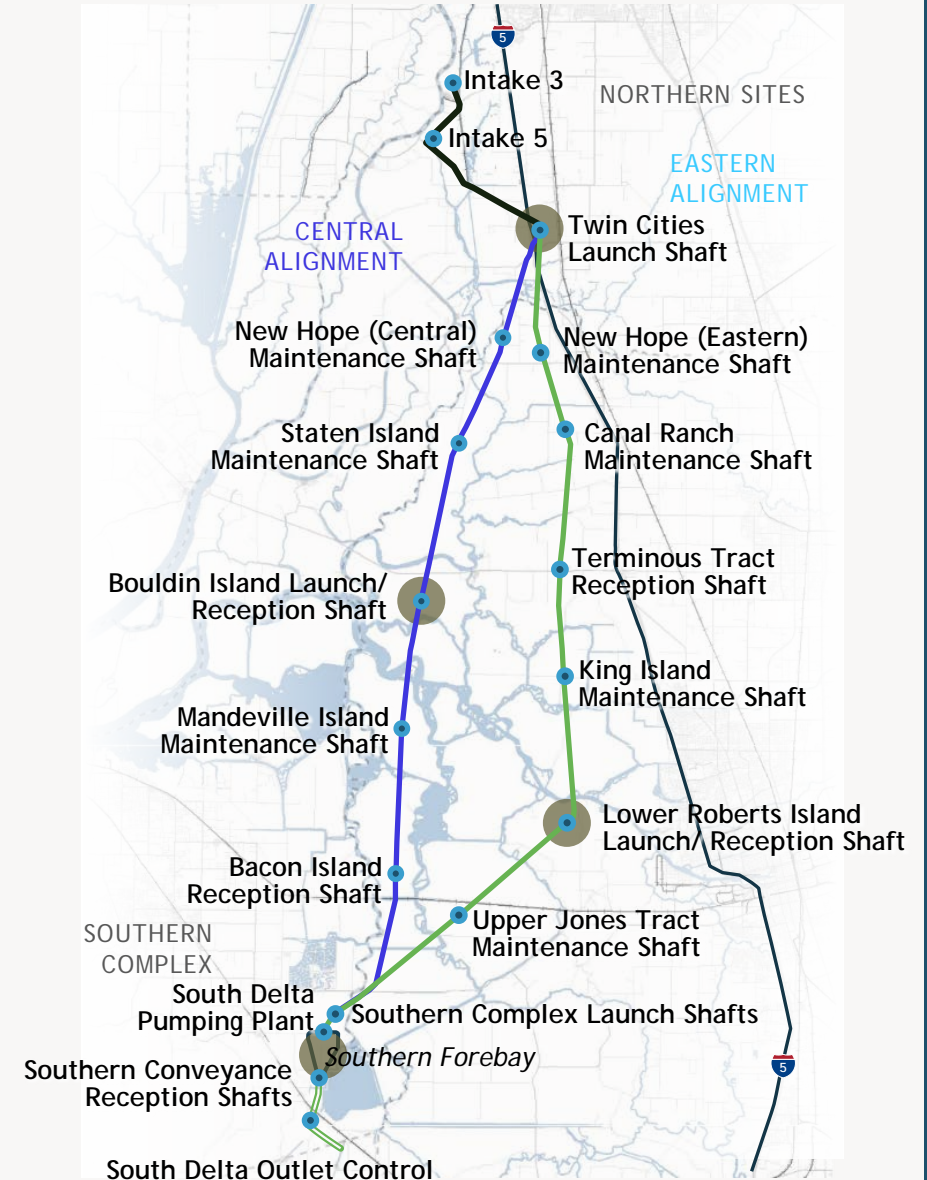 5
Intake 3
NORTHERN SITES
Intake 5
EASTERN
ALIGNMENT
CENTRAL
ALIGNMENT
Twin Cities
Launch Shaft
New Hope (Central)
Maintenance Shaft
New Hope (Eastern)
Maintenance Shaft
Staten Island
Maintenance Shaft
Canal Ranch
Maintenance Shaft
Terminous Tract
Reception Shaft
Bouldin Island Launch/
Reception Shaft
King Island
Maintenance Shaft
Mandeville Island
Maintenance Shaft
Lower Roberts Island
Launch/ Reception Shaft
Bacon Island
Reception Shaft
Upper Jones Tract
Maintenance Shaft
SOUTHERN
COMPLEX
South Delta
Pumping Plant
Southern Complex Launch Shafts
Southern Forebay
5
Southern Conveyance
Reception Shafts
South Delta Outlet Control